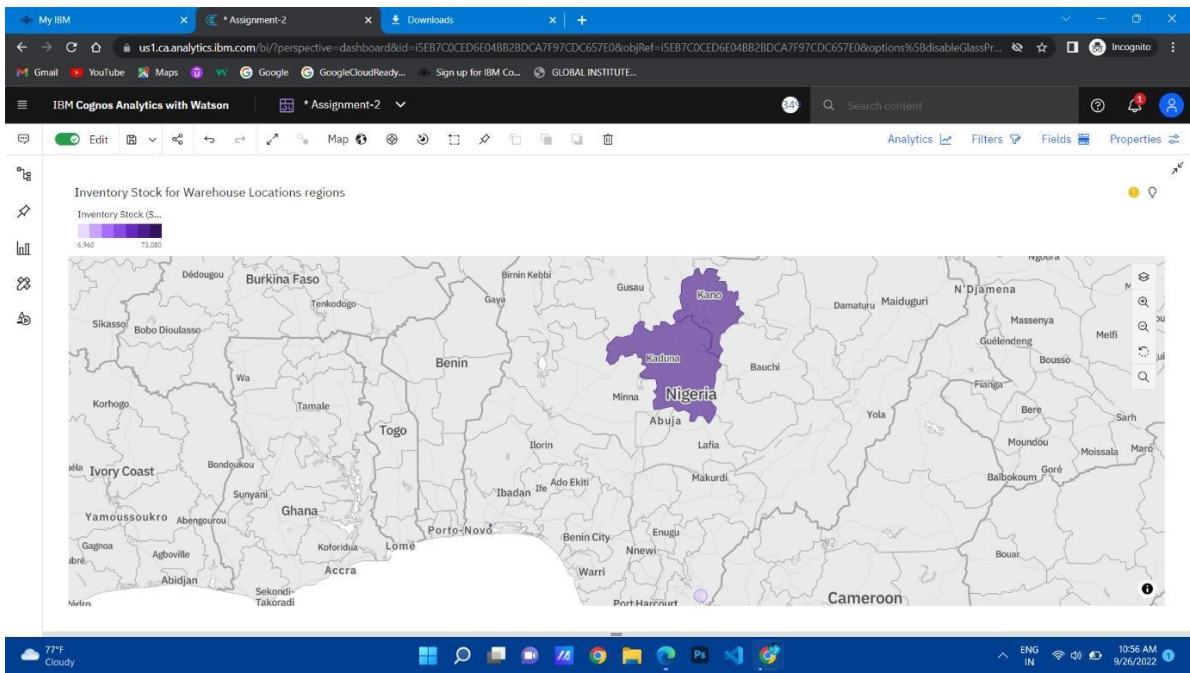 My IBM
* Assignment-2
Downloads
us1.ca.analytics.ibm.com/bi/?perspective=dashboard&id=i5EB7C0CED6E04BB2BDCA7F97CDC657E0&objRef=i5EB7C0CED6E04BB2BDCA7F97CDC657E0&options%5BdisableGlassPr...
Incognito
Gmail
YouTube
Maps
Google
GoogleCloudReady...
Sign up for IBM Co...
GLOBAL INSTITUTE...
IBM Cognos Analytics with Watson
* Assignment-2
349
Search content
Edit
Map
Analytics
Filters
Fields
Properties
Inventory Stock for Warehouse Locations regions
Inventory Stock (S...
6,960 73,080
Dédougou
Burkina Faso
Birnin Kebbi
Gusau
Kano
N'Djamena
Tenkodogo
Gaya
Damaturu
Maiduguri
Massenya
Sikasso
Bobo Dioulasso
Melfi
Guélendeng
Benin
Kaduna
Bauchi
Bousso
Wa
Fianga
Korhogo
Tamale
Minna
Nigeria
Bere
Togo
Abuja
Yola
Sarh
Ilorin
Lafia
Moundou
Moissala
Maro
Ivory Coast
Bondoukou
Ado Ekiti
Makurdi
Goré
Baïbokoum
Ibadan
Ife
Sunyani
Ghana
Yamoussoukro
Abengourou
Porto-Novo
Benin City
Enugu
Gagnoa
Agboville
Koforidua
Lomé
Nnewi
Bouar
Accra
Warri
Abidjan
Sekondi-
Takoradi
Port Harcourt
Cameroon
77°F
Cloudy
ENG
IN
10:56 AM
9/26/2022
1